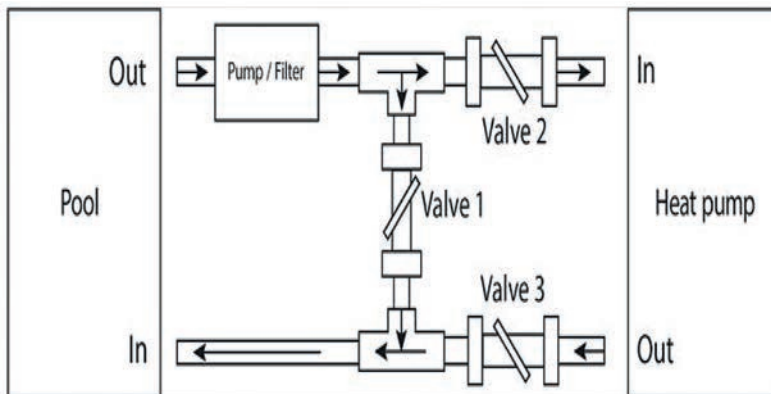 Out
Pump / Filter
In
Valve 2
Pool
Valve 1
Heat pump
Valve 3
In
Out